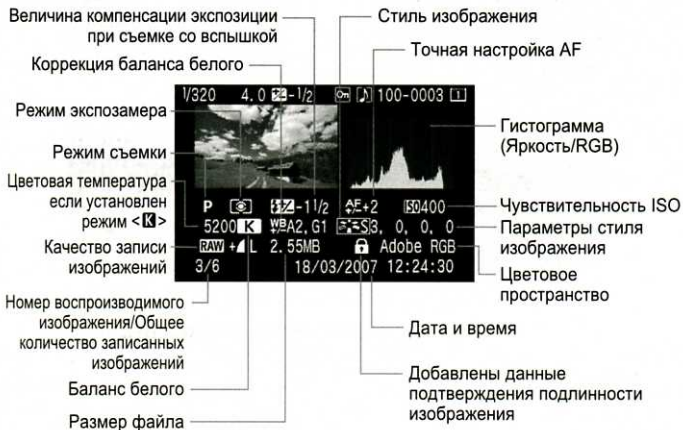 Величина компенсации экспозиции
при съемке со вспышкой
Стиль изображения
Точная настройка AF
Коррекция баланса белого
Режим экспозамера
Режим съемки
Цветовая температура
если установлен
режим <K>
Качество записи
изображений
Номер воспроизводимого
изображения/Общее
количество записанных
изображений
Баланс белого
Размер файла
1/320 4.0 -1/2 100-0003 1
P -1 1/2 AF+2 ISO400
5200 K WB A2, G1 S3, 0, 0, 0
RAW + L 2.55MB Adobe RGB
3/6 18/03/2007 12:24:30
Гистограмма
(Яркость/RGB)
Чувствительность ISO
Параметры стиля
изображения
Цветовое
пространство
Дата и время
Добавлены данные
подтверждения подлинности
изображения